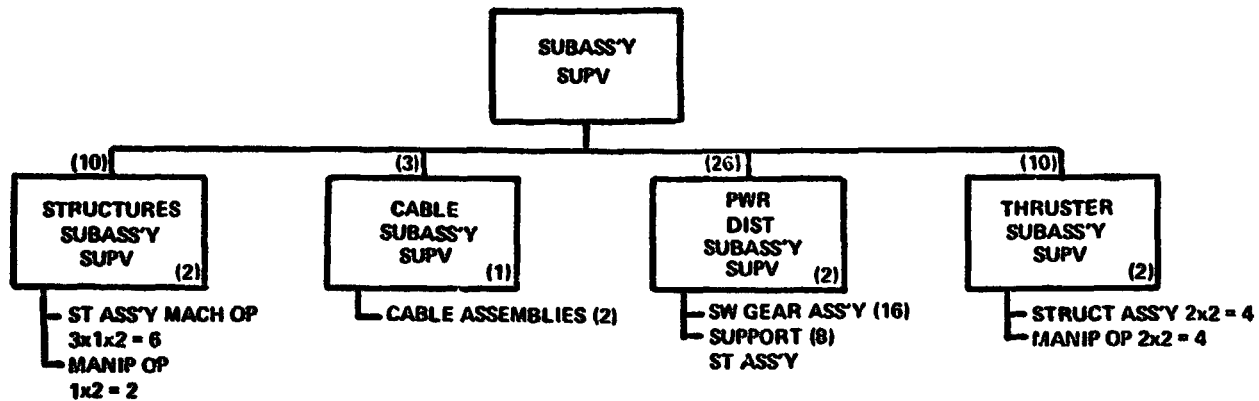 SUBASS'Y
SUPV
(10)
STRUCTURES
SUBASS'Y
SUPV
(2)
ST ASS'Y MACH OP
3x1x2 = 6
MANIP OP
1x2 = 2
(3)
CABLE
SUBASS'Y
SUPV
(1)
CABLE ASSEMBLIES (2)
(26)
PWR
DIST
SUBASS'Y
SUPV
(2)
SW GEAR ASS'Y (16)
SUPPORT (8)
ST ASS'Y
(10)
THRUSTER
SUBASS'Y
SUPV
(2)
STRUCT ASS'Y 2x2 = 4
MANIP OP 2x2 = 4